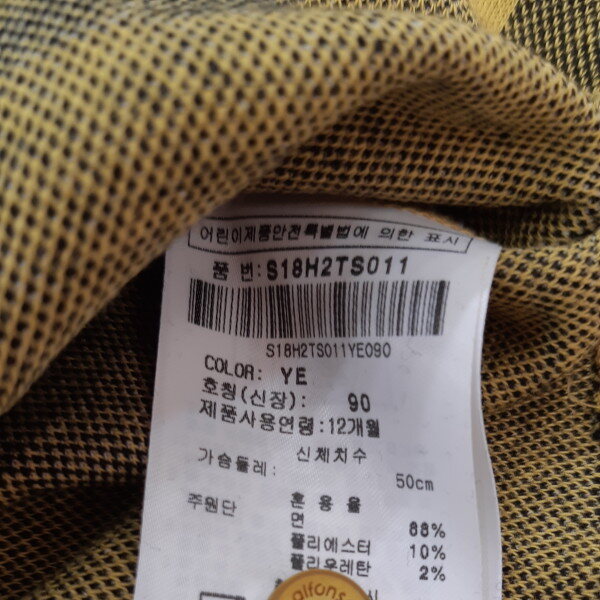 어린이제품안전특별법에 의한 표시
품 번: S18H2TS011
S18H2TS011YE090
COLOR: YE
호칭(신장): 90
제품사용연령: 12개월
신체치수
가슴둘레: 50cm
주원단 혼용율
면 88%
폴리에스터 10%
폴리우레탄 2%
alfons
시